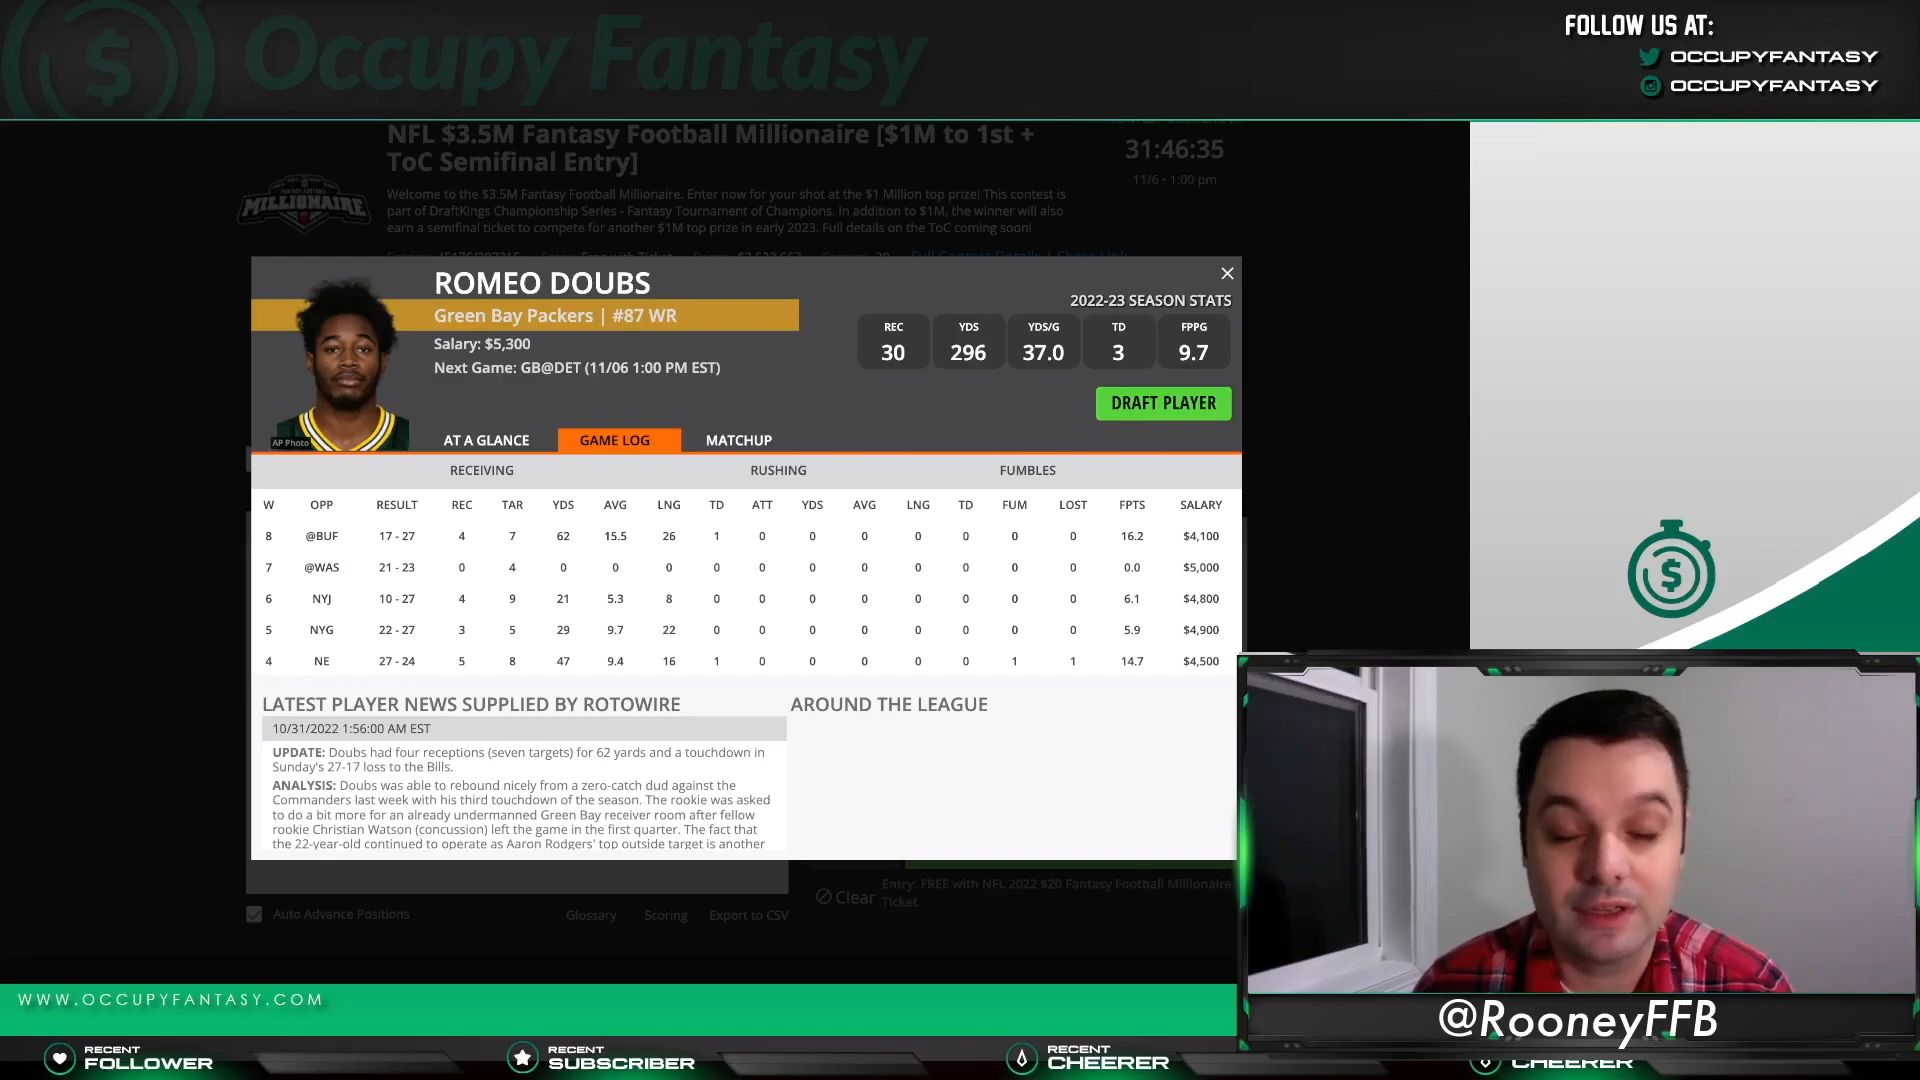 Occupy Fantasy
FOLLOW US AT:
OCCUPYFANTASY
OCCUPYFANTASY
NFL $3.5M Fantasy Football Millionaire [$1M to 1st +
ToC Semifinal Entry]
31:46:35
11/6 • 1:00 pm
MILLIONAIRE
Welcome to the $3.5M Fantasy Football Millionaire. Enter now for your shot at the $1 Million top prize! This contest is
part of DraftKings Championship Series - Fantasy Tournament of Champions. In addition to $1M, the winner will also
earn a semifinal ticket to compete for another $1M top prize in early 2023. Full details on the ToC coming soon!
ROMEO DOUBS
Green Bay Packers | #87 WR
Salary: $5,300
Next Game: GB@DET (11/06 1:00 PM EST)
2022-23 SEASON STATS
REC YDS YDS/G TD FPPG
30 296 37.0 3 9.7
DRAFT PLAYER
AP Photo
AT A GLANCE GAME LOG MATCHUP
RECEIVING RUSHING FUMBLES
W OPP RESULT REC TAR YDS AVG LNG TD ATT YDS AVG LNG TD FUM LOST FPTS SALARY
8 @BUF 17 - 27 4 7 62 15.5 26 1 0 0 0 0 0 0 0 16.2 $4,100
7 @WAS 21 - 23 0 4 0 0 0 0 0 0 0 0 0 0 0 0.0 $5,000
6 NYJ 10 - 27 4 9 21 5.3 8 0 0 0 0 0 0 0 0 6.1 $4,800
5 NYG 22 - 27 3 5 29 9.7 22 0 0 0 0 0 0 0 0 5.9 $4,900
4 NE 27 - 24 5 8 47 9.4 16 1 0 0 0 0 0 1 1 14.7 $4,500
LATEST PLAYER NEWS SUPPLIED BY ROTOWIRE
AROUND THE LEAGUE
10/31/2022 1:56:00 AM EST
UPDATE: Doubs had four receptions (seven targets) for 62 yards and a touchdown in
Sunday's 27-17 loss to the Bills.
ANALYSIS: Doubs was able to rebound nicely from a zero-catch dud against the
Commanders last week with his third touchdown of the season. The rookie was asked
to do a bit more for an already undermanned Green Bay receiver room after fellow
rookie Christian Watson (concussion) left the game in the first quarter. The fact that
the 22-year-old continued to operate as Aaron Rodgers' top outside target is another
Clear
Entry: FREE with NFL 2022 $20 Fantasy Football Millionaire
Ticket
Auto Advance Positions
Glossary Scoring Export to CSV
WWW.OCCUPYFANTASY.COM
@RooneyFFB
RECENT
FOLLOWER
RECENT
SUBSCRIBER
RECENT
CHEERER
CHEERER